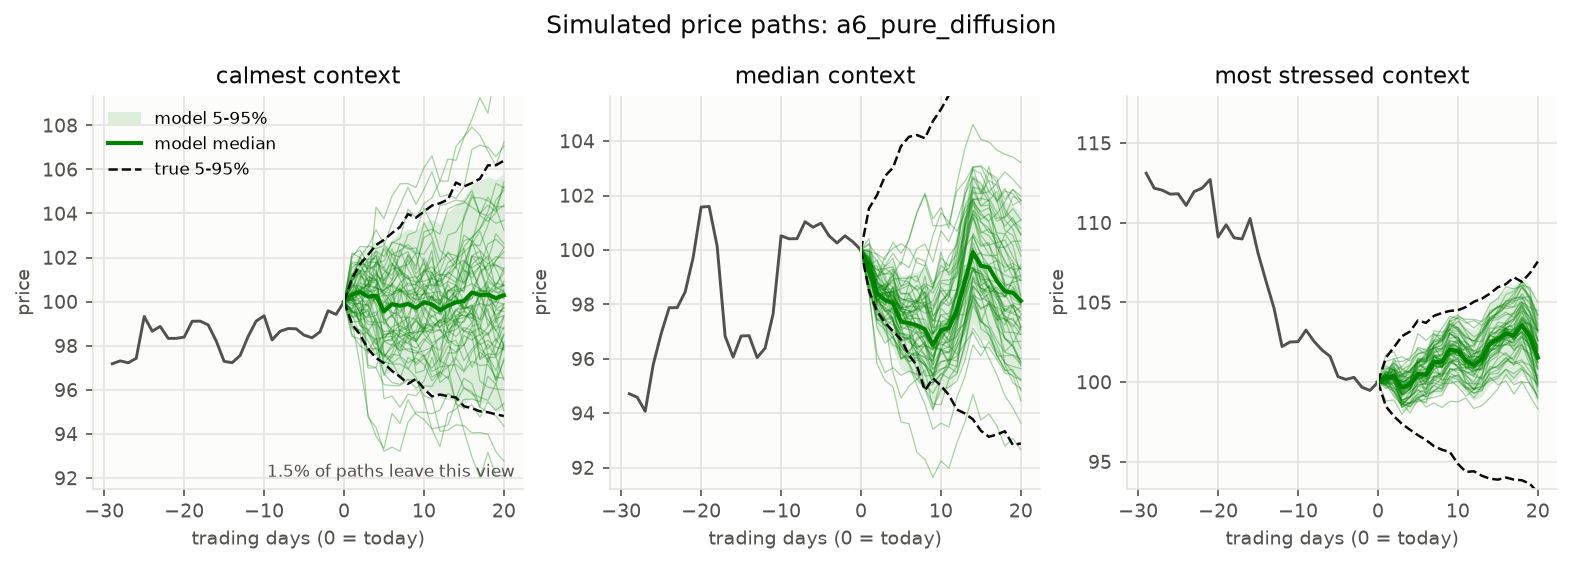 Simulated price paths: a6_pure_diffusion
calmest context
108
106
104
102
100
98
96
94
92
price
model 5-95%
model median
true 5-95%
1.5% of paths leave this view
−30
−20
−10
0
10
20
trading days (0 = today)
median context
104
102
100
98
96
94
92
price
−30
−20
−10
0
10
20
trading days (0 = today)
most stressed context
115
110
105
100
95
price
−30
−20
−10
0
10
20
trading days (0 = today)